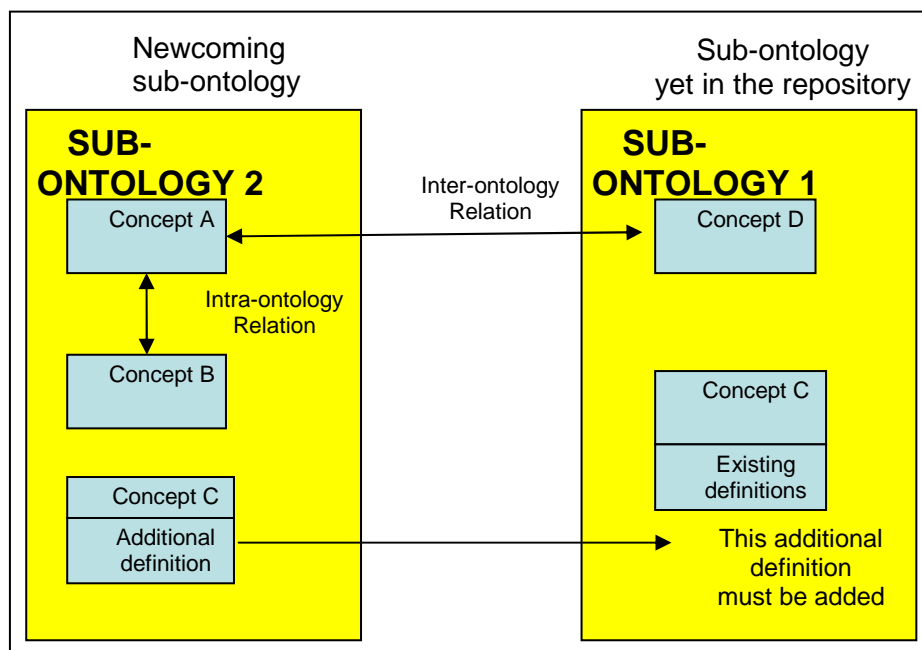 Newcoming
sub-ontology
Sub-ontology
yet in the repository
SUB-
ONTOLOGY 2
Concept A
Intra-ontology
Relation
Concept B
Concept C
Additional
definition
Inter-ontology
Relation
SUB-
ONTOLOGY 1
Concept D
Concept C
Existing
definitions
This additional
definition
must be added